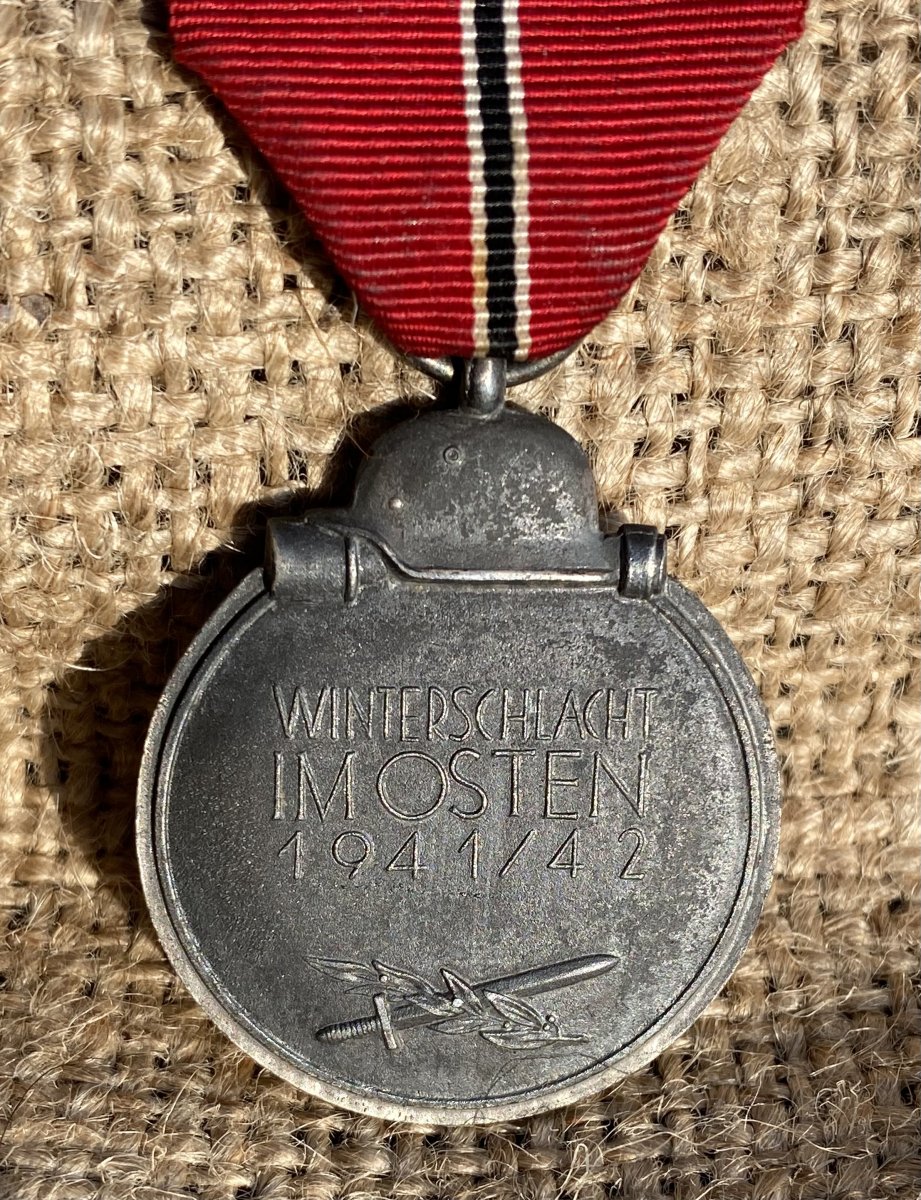 WINTERSCHLACHT
IM OSTEN
1941/42